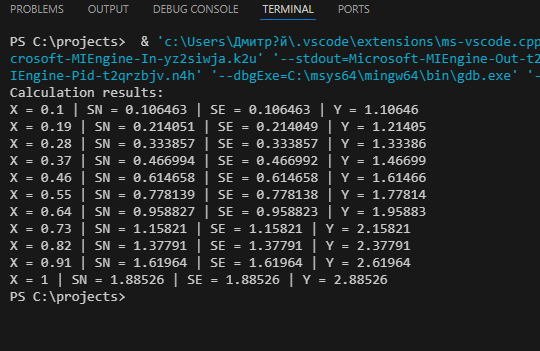 PROBLEMS OUTPUT DEBUG CONSOLE TERMINAL PORTS
PS C:\projects> & 'c:\Users\Дмитр?й\.vscode\extensions\ms-vscode.cpp
crosoft-MIEngine-In-yz2siwja.k2u' '--stdout=Microsoft-MIEngine-Out-t2
IEngine-Pid-t2qrzbjv.n4h' '--dbgExe=C:\msys64\mingw64\bin\gdb.exe' '-
Calculation results:
X = 0.1 | SN = 0.106463 | SE = 0.106463 | Y = 1.10646
X = 0.19 | SN = 0.214051 | SE = 0.214049 | Y = 1.21405
X = 0.28 | SN = 0.333857 | SE = 0.333857 | Y = 1.33386
X = 0.37 | SN = 0.466994 | SE = 0.466992 | Y = 1.46699
X = 0.46 | SN = 0.614658 | SE = 0.614658 | Y = 1.61466
X = 0.55 | SN = 0.778139 | SE = 0.778138 | Y = 1.77814
X = 0.64 | SN = 0.958827 | SE = 0.958823 | Y = 1.95883
X = 0.73 | SN = 1.15821 | SE = 1.15821 | Y = 2.15821
X = 0.82 | SN = 1.37791 | SE = 1.37791 | Y = 2.37791
X = 0.91 | SN = 1.61964 | SE = 1.61964 | Y = 2.61964
X = 1 | SN = 1.88526 | SE = 1.88526 | Y = 2.88526
PS C:\projects>